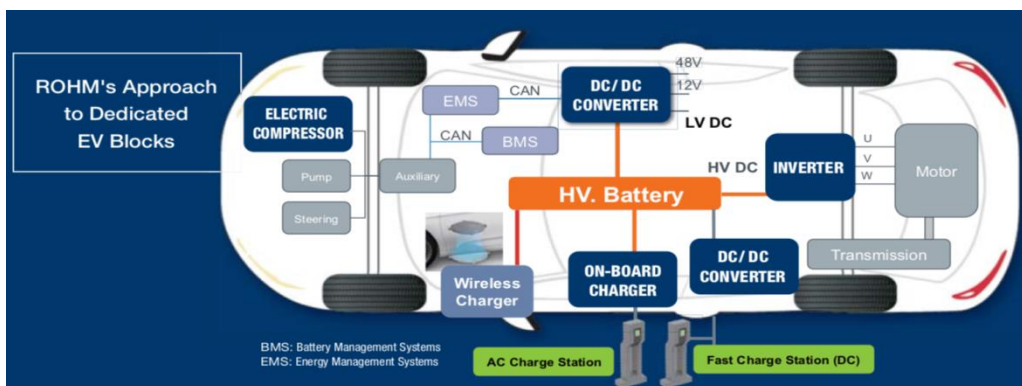 ROHM's Approach
to Dedicated
EV Blocks
ELECTRIC
COMPRESSOR
Pump
Steering
Auxiliary
EMS
CAN
CAN
BMS
DC/DC
CONVERTER
48V
12V
LV DC
HV. Battery
HV DC
INVERTER
U
V
W
Motor
Transmission
Wireless
Charger
ON-BOARD
CHARGER
DC/DC
CONVERTER
BMS: Battery Management Systems
EMS: Energy Management Systems
AC Charge Station
Fast Charge Station (DC)